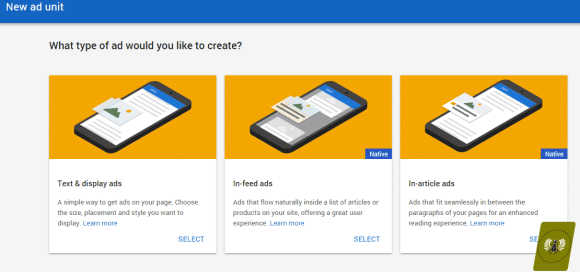 New ad unit
What type of ad would you like to create?
Native
Native
Text & display ads
In-feed ads
In-article ads
A simple way to get ads on your page. Choose
the size, placement and style you want to
display. Learn more
Ads that flow naturally inside a list of articles or
products on your site, offering a great user
experience. Learn more
Ads that fit seamlessly in between the
paragraphs of your pages for an enhanced
reading experience. Learn more
SELECT
SELECT
SELECT